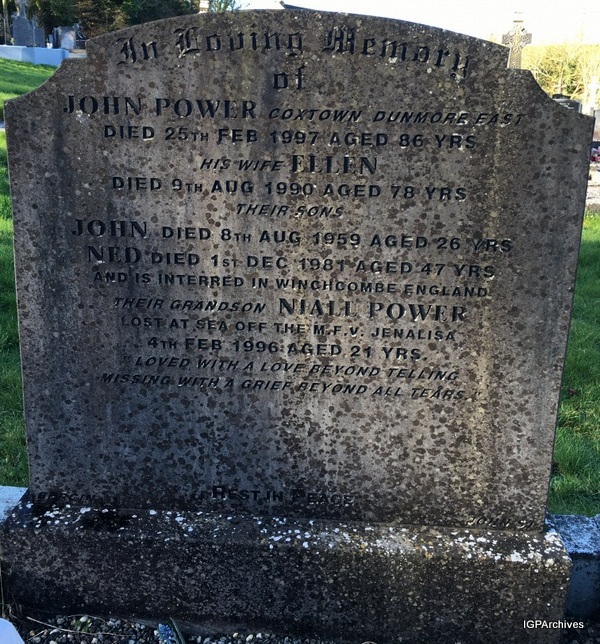 In Loving Memory
of
JOHN POWER COXTOWN DUNMORE EAST
DIED 25TH FEB 1997 AGED 86 YRS
HIS WIFE ELLEN
DIED 9TH AUG 1990 AGED 78 YRS
THEIR SONS
JOHN DIED 8TH AUG 1959 AGED 26 YRS
NED DIED 1ST DEC 1981 AGED 47 YRS
AND IS INTERRED IN WINCHCOMBE ENGLAND
THEIR GRANDSON NIALL POWER
LOST AT SEA OFF THE M.F.V. JENALISA
4TH FEB 1996 AGED 21 YRS.
"LOVED WITH A LOVE BEYOND TELLING
MISSING WITH A GRIEF BEYOND ALL TEARS."
REST IN PEACE
IGPArchives